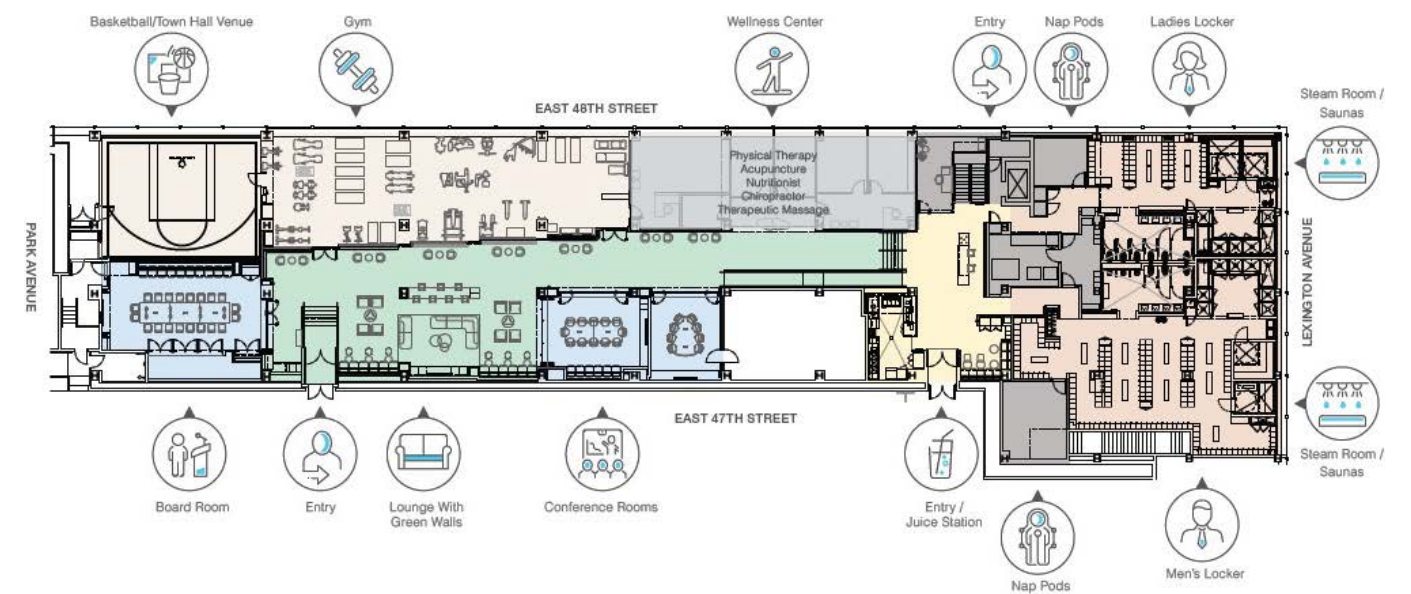 Basketball/Town Hall Venue
Gym
Wellness Center
Entry
Nap Pods
Ladies Locker
Steam Room /
Saunas
EAST 48TH STREET
Physical Therapy
Acupuncture
Nutritionist
Chiropractor
Therapeutic Massage
PARK AVENUE
LEXINGTON AVENUE
EAST 47TH STREET
Board Room
Entry
Lounge With
Green Walls
Conference Rooms
Entry /
Juice Station
Nap Pods
Men's Locker
Steam Room /
Saunas